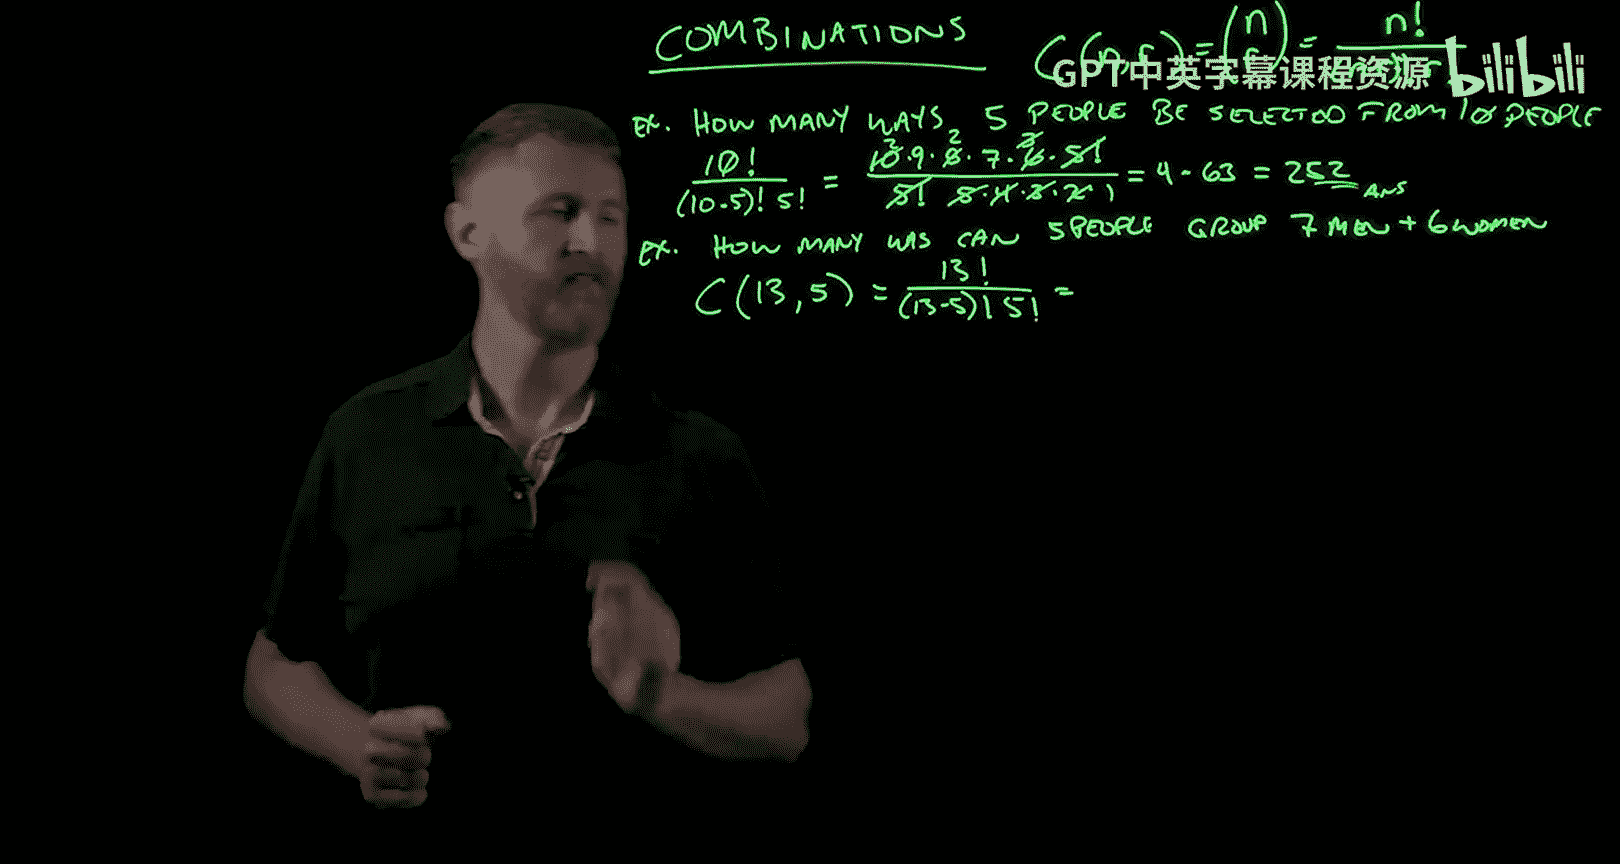 COMBINATIONS C(n,r) = (n r) = n!
GPT中英字幕课程资源 bilibili
EX. HOW MANY WAYS, 5 PEOPLE BE SELECTED FROM 10 PEOPLE
10! / (10-5)! 5! = 10·9·8·7·6·5! / 5! 5·4·3·2·1 = 4·63 = 252 ANS
EX. HOW MANY WAS CAN 5 PEOPLE GROUP 7 MEN + 6 WOMEN
C(13,5) = 13! / (13-5)! 5! =